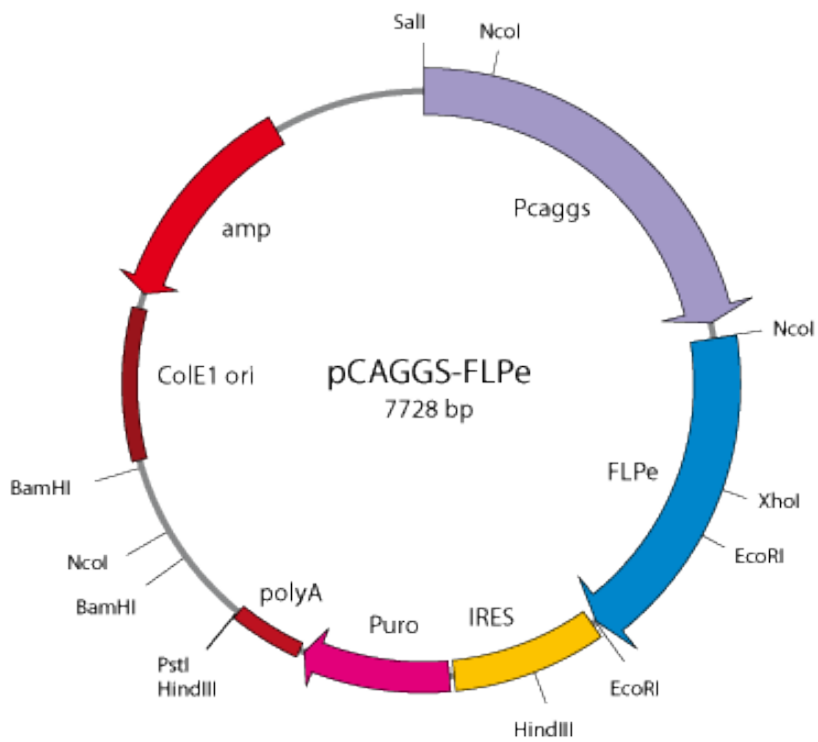 SalI
NcoI
Pcaggs
amp
NcoI
ColE1 ori
pCAGGS-FLPe
7728 bp
FLPe
BamHI
XhoI
EcoRI
NcoI
BamHI
polyA
Puro
IRES
PstI
HindIII
EcoRI
HindIII